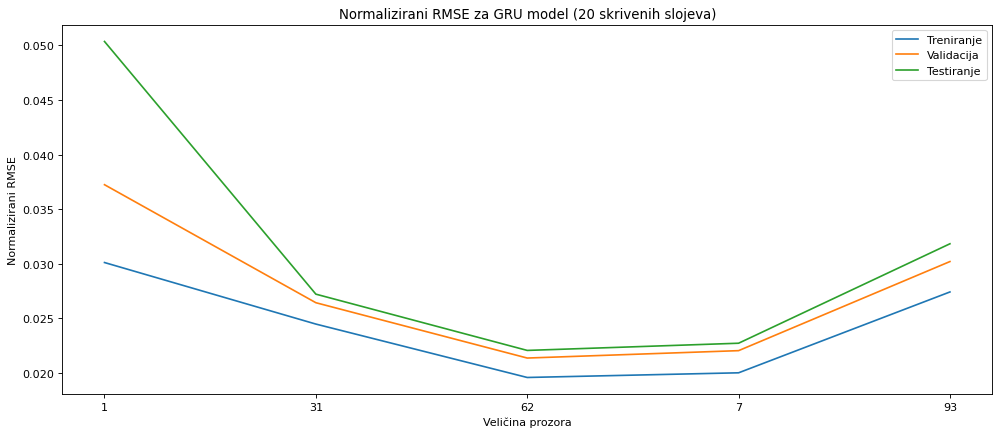 Normalizirani RMSE za GRU model (20 skrivenih slojeva)
Treniranje
Validacija
Testiranje
Normalizirani RMSE
0.050
0.045
0.040
0.035
0.030
0.025
0.020
1 31 62 7 93
Veličina prozora